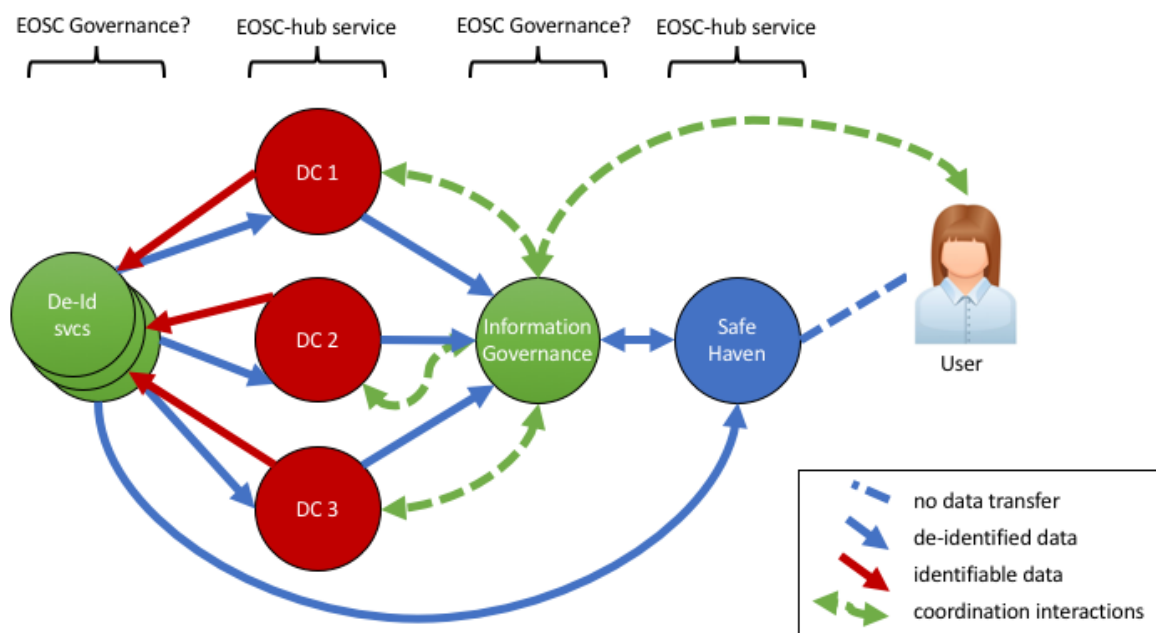 EOSC Governance?
EOSC-hub service
EOSC Governance?
EOSC-hub service
DC 1
De-Id
svcs
DC 2
Information
Governance
Safe
Haven
User
DC 3
no data transfer
de-identified data
identifiable data
coordination interactions